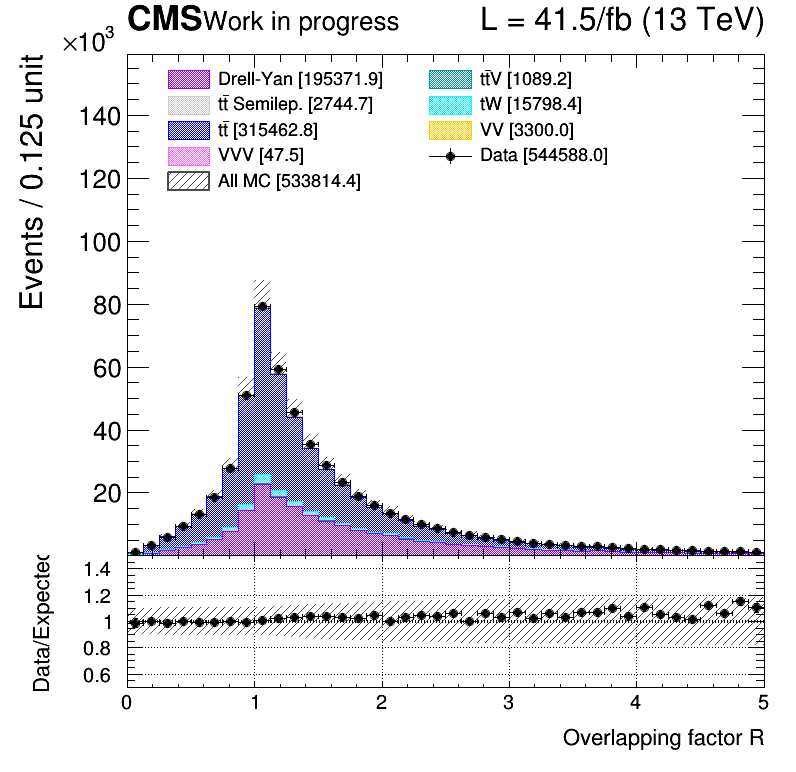 CMS Work in progress L = 41.5/fb (13 TeV)
×10³
Events / 0.125 unit
140
120
100
80
60
40
20
Drell-Yan [195371.9]
tt̄ Semilep. [2744.7]
tt̄ [315462.8]
VVV [47.5]
All MC [533814.4]
tt̄V [1089.2]
tW [15798.4]
VV [3300.0]
Data [544588.0]
Data/Expected
1.4
1.2
1
0.8
0.6
0 1 2 3 4 5
Overlapping factor R